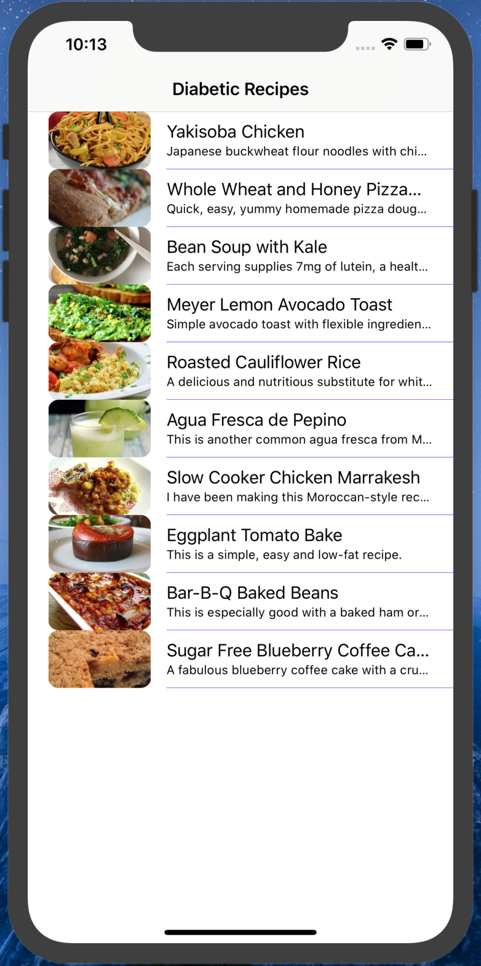 10:13
Diabetic Recipes
Yakisoba Chicken
Japanese buckwheat flour noodles with chi...
Whole Wheat and Honey Pizza...
Quick, easy, yummy homemade pizza doug...
Bean Soup with Kale
Each serving supplies 7mg of lutein, a healt...
Meyer Lemon Avocado Toast
Simple avocado toast with flexible ingredien...
Roasted Cauliflower Rice
A delicious and nutritious substitute for whit...
Agua Fresca de Pepino
This is another common agua fresca from M...
Slow Cooker Chicken Marrakesh
I have been making this Moroccan-style rec...
Eggplant Tomato Bake
This is a simple, easy and low-fat recipe.
Bar-B-Q Baked Beans
This is especially good with a baked ham or...
Sugar Free Blueberry Coffee Ca...
A fabulous blueberry coffee cake with a cru...